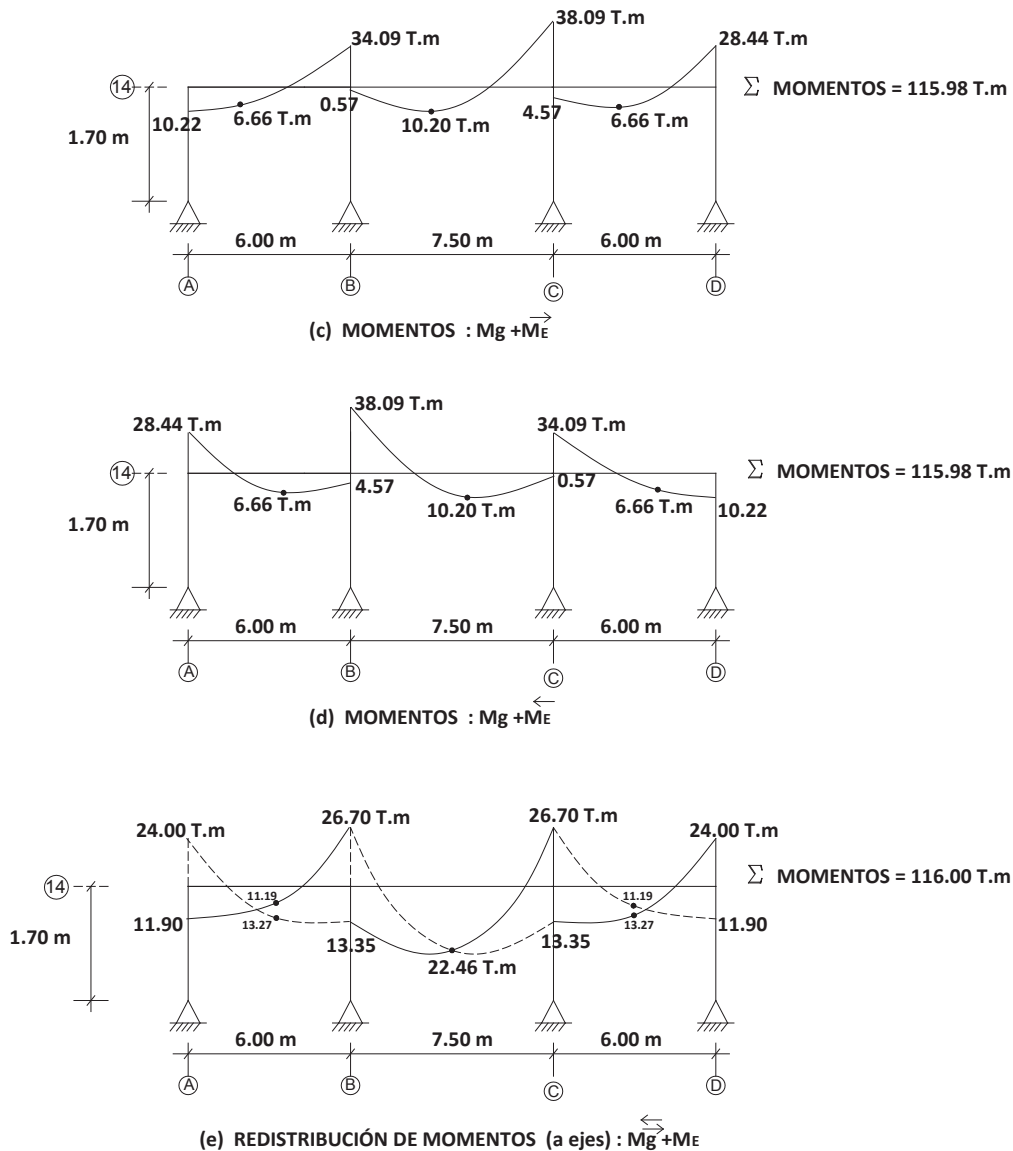 38.09 T.m
34.09 T.m
28.44 T.m
14
Σ MOMENTOS = 115.98 T.m
10.22
6.66 T.m
0.57
10.20 T.m
4.57
6.66 T.m
1.70 m
6.00 m
7.50 m
6.00 m
A
B
C
D
(c) MOMENTOS : Mg +ME
38.09 T.m
28.44 T.m
34.09 T.m
14
Σ MOMENTOS = 115.98 T.m
6.66 T.m
4.57
10.20 T.m
0.57
6.66 T.m
10.22
1.70 m
6.00 m
7.50 m
6.00 m
A
B
C
D
(d) MOMENTOS : Mg +ME
24.00 T.m
26.70 T.m
26.70 T.m
24.00 T.m
14
Σ MOMENTOS = 116.00 T.m
11.19
11.19
11.90
13.27
13.35
22.46 T.m
13.35
13.27
11.90
1.70 m
6.00 m
7.50 m
6.00 m
A
B
C
D
(e) REDISTRIBUCIÓN DE MOMENTOS (a ejes) : Mg +ME